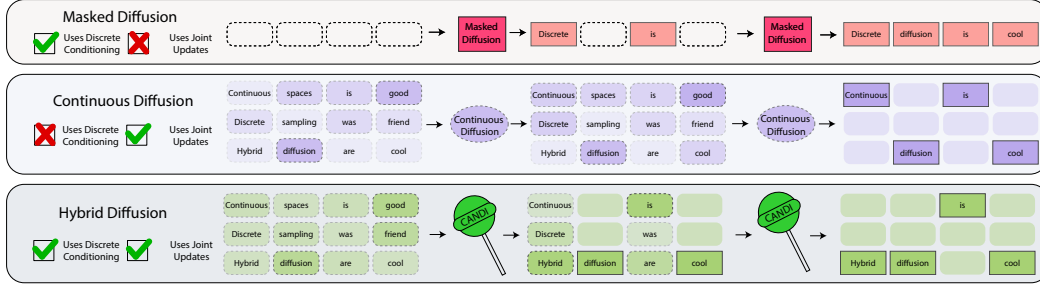 Masked Diffusion
Uses Discrete
Conditioning
Uses Joint
Updates
Masked
Diffusion
Discrete
is
Masked
Diffusion
Discrete
diffusion
is
cool
Continuous Diffusion
Uses Discrete
Conditioning
Uses Joint
Updates
Continuous spaces is good
Discrete sampling was friend
Hybrid diffusion are cool
Continuous
Diffusion
Continuous spaces is good
Discrete sampling was friend
Hybrid diffusion are cool
Continuous
Diffusion
Continuous is
diffusion cool
Hybrid Diffusion
Uses Discrete
Conditioning
Uses Joint
Updates
Continuous spaces is good
Discrete sampling was friend
Hybrid diffusion are cool
CANDI
Continuous is
Discrete was
Hybrid diffusion are cool
CANDI
is
Hybrid diffusion cool